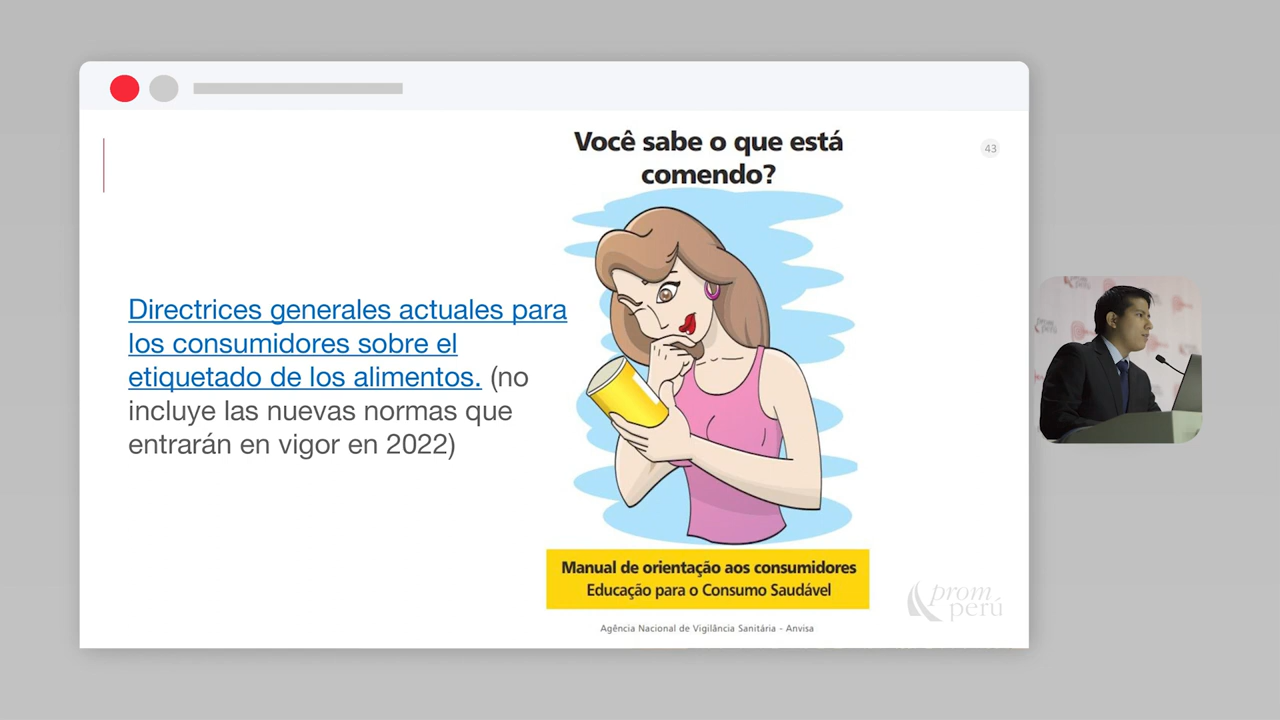 Você sabe o que está
comendo?
43
Directrices generales actuales para
los consumidores sobre el
etiquetado de los alimentos. (no
incluye las nuevas normas que
entrarán en vigor en 2022)
Manual de orientação aos consumidores
Educação para o Consumo Saudável
Agência Nacional de Vigilância Sanitária - Anvisa
prom
perú